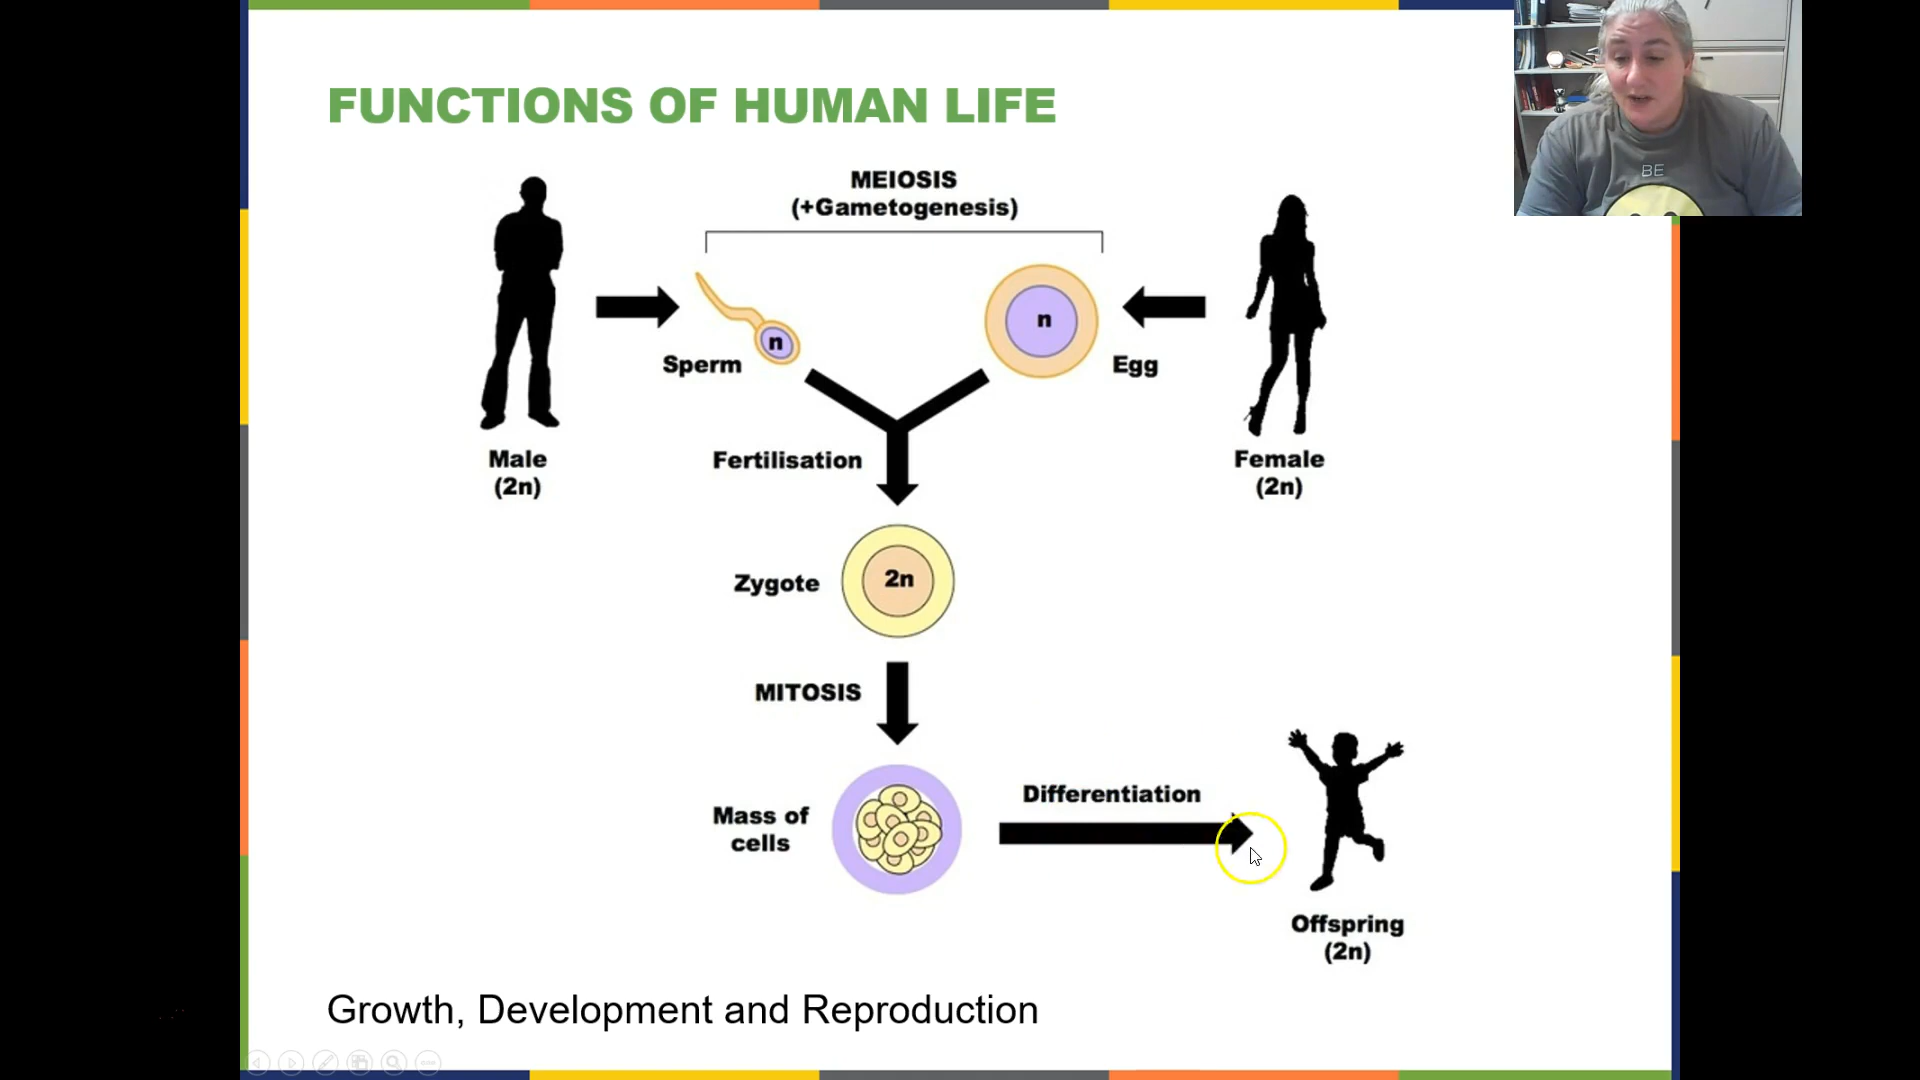 FUNCTIONS OF HUMAN LIFE
BE
MEIOSIS
(+Gametogenesis)
n
n
Sperm
Egg
Male
(2n)
Fertilisation
Female
(2n)
Zygote
2n
MITOSIS
Mass of
cells
Differentiation
Offspring
(2n)
Growth, Development and Reproduction